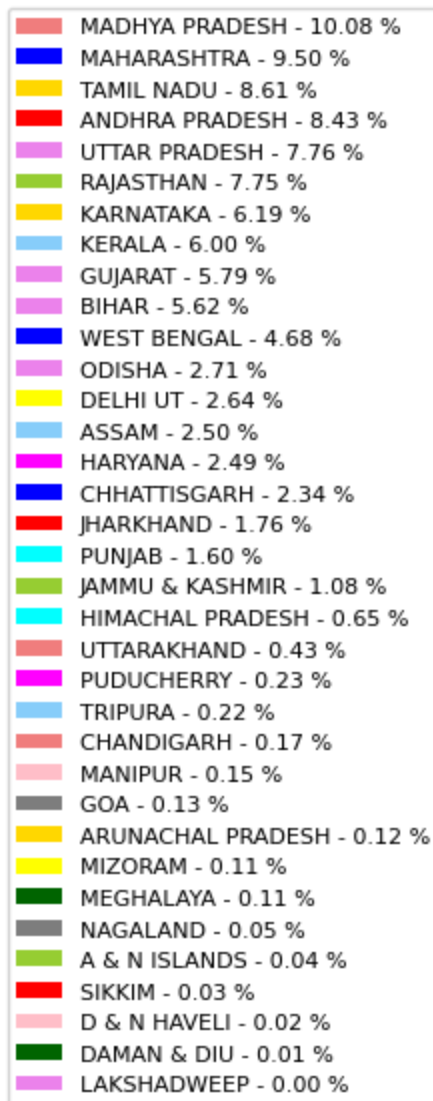 MADHYA PRADESH - 10.08 %
MAHARASHTRA - 9.50 %
TAMIL NADU - 8.61 %
ANDHRA PRADESH - 8.43 %
UTTAR PRADESH - 7.76 %
RAJASTHAN - 7.75 %
KARNATAKA - 6.19 %
KERALA - 6.00 %
GUJARAT - 5.79 %
BIHAR - 5.62 %
WEST BENGAL - 4.68 %
ODISHA - 2.71 %
DELHI UT - 2.64 %
ASSAM - 2.50 %
HARYANA - 2.49 %
CHHATTISGARH - 2.34 %
JHARKHAND - 1.76 %
PUNJAB - 1.60 %
JAMMU & KASHMIR - 1.08 %
HIMACHAL PRADESH - 0.65 %
UTTARAKHAND - 0.43 %
PUDUCHERRY - 0.23 %
TRIPURA - 0.22 %
CHANDIGARH - 0.17 %
MANIPUR - 0.15 %
GOA - 0.13 %
ARUNACHAL PRADESH - 0.12 %
MIZORAM - 0.11 %
MEGHALAYA - 0.11 %
NAGALAND - 0.05 %
A & N ISLANDS - 0.04 %
SIKKIM - 0.03 %
D & N HAVELI - 0.02 %
DAMAN & DIU - 0.01 %
LAKSHADWEEP - 0.00 %